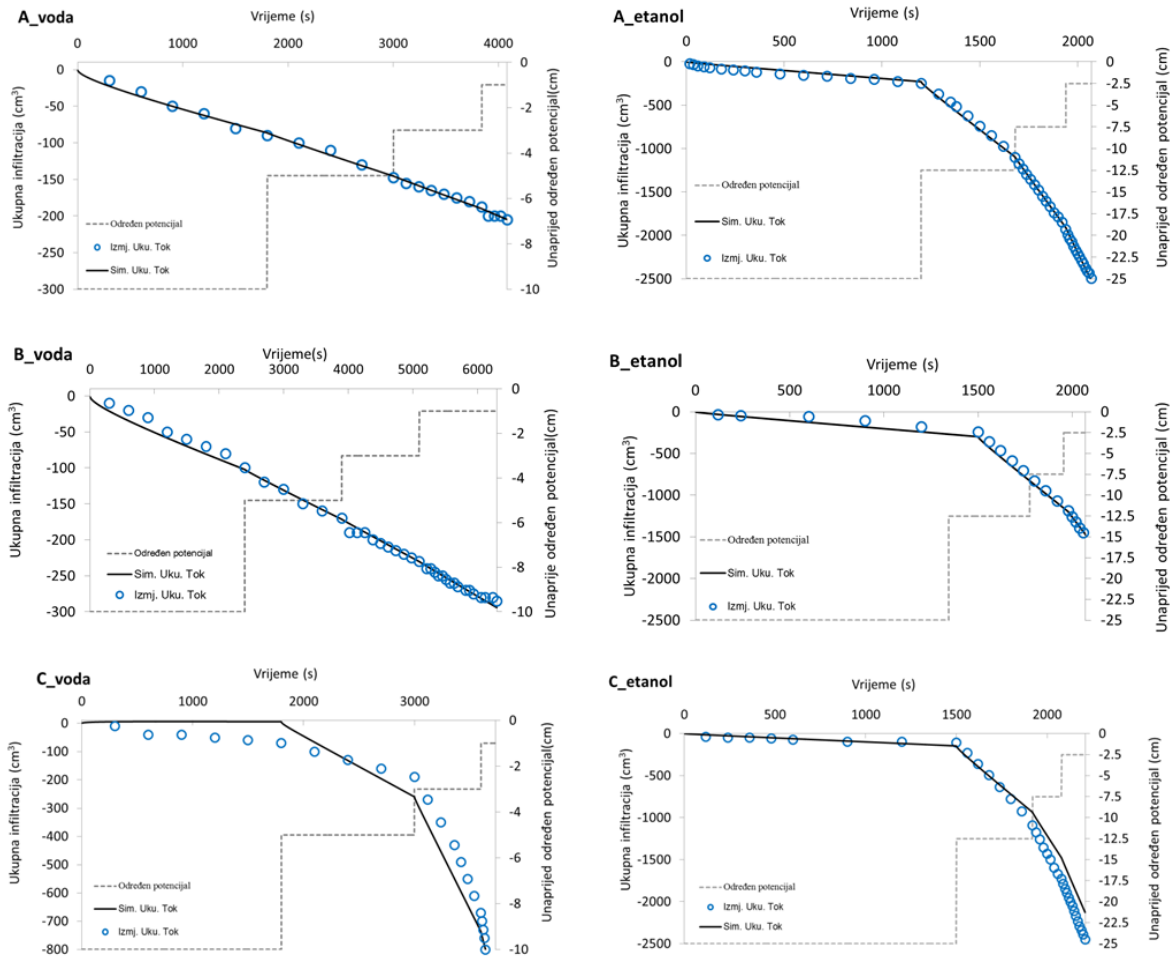 A_voda
Vrijeme (s)
0 1000 2000 3000 4000
Ukupna infiltracija (cm³)
0
-50
-100
-150
-200
-250
-300
Određen potencijal
Izmj. Uku. Tok
Sim. Uku. Tok
0
-2
-4
-6
-8
-10
Unaprijed određen potencijal(cm)
A_etanol
Vrijeme (s)
0 500 1000 1500 2000
Ukupna infiltracija (cm³)
0
-500
-1000
-1500
-2000
-2500
Određen potencijal
Sim. Uku. Tok
Izmj. Uku. Tok
0
-2.5
-5
-7.5
-10
-12.5
-15
-17.5
-20
-22.5
-25
Unaprijed određen potencijal (cm)
B_voda
Vrijeme(s)
0 1000 2000 3000 4000 5000 6000
Ukupna infiltracija (cm³)
0
-50
-100
-150
-200
-250
-300
Određen potencijal
Sim. Uku. Tok
Izmj. Uku. Tok
0
-2
-4
-6
-8
-10
Unaprije određen potencijal(cm)
B_etanol
Vrijeme (s)
0 500 1000 1500 2000
Ukupna infiltracija (cm³)
0
-500
-1000
-1500
-2000
-2500
Određen potencijal
Sim. Uku. Tok
Izmj. Uku. Tok
0
-2.5
-5
-7.5
-10
-12.5
-15
-17.5
-20
-22.5
-25
Unaprijed određen potencijal (cm)
C_voda
Vrijeme (s)
0 1000 2000 3000
Ukupna infiltracija (cm³)
0
-100
-200
-300
-400
-500
-600
-700
-800
Određen potencijal
Sim. Uku. Tok
Izmj. Uku. Tok
0
-2
-4
-6
-8
-10
Unaprijed određen potencijal(cm)
C_etanol
Vrijeme (s)
0 500 1000 1500 2000
Ukupna infiltracija (cm³)
0
-500
-1000
-1500
-2000
-2500
Određen potencijal
Izmj. Uku. Tok
Sim. Uku. Tok
0
-2.5
-5
-7.5
-10
-12.5
-15
-17.5
-20
-22.5
-25
Unaprijed određen potencijal (cm)